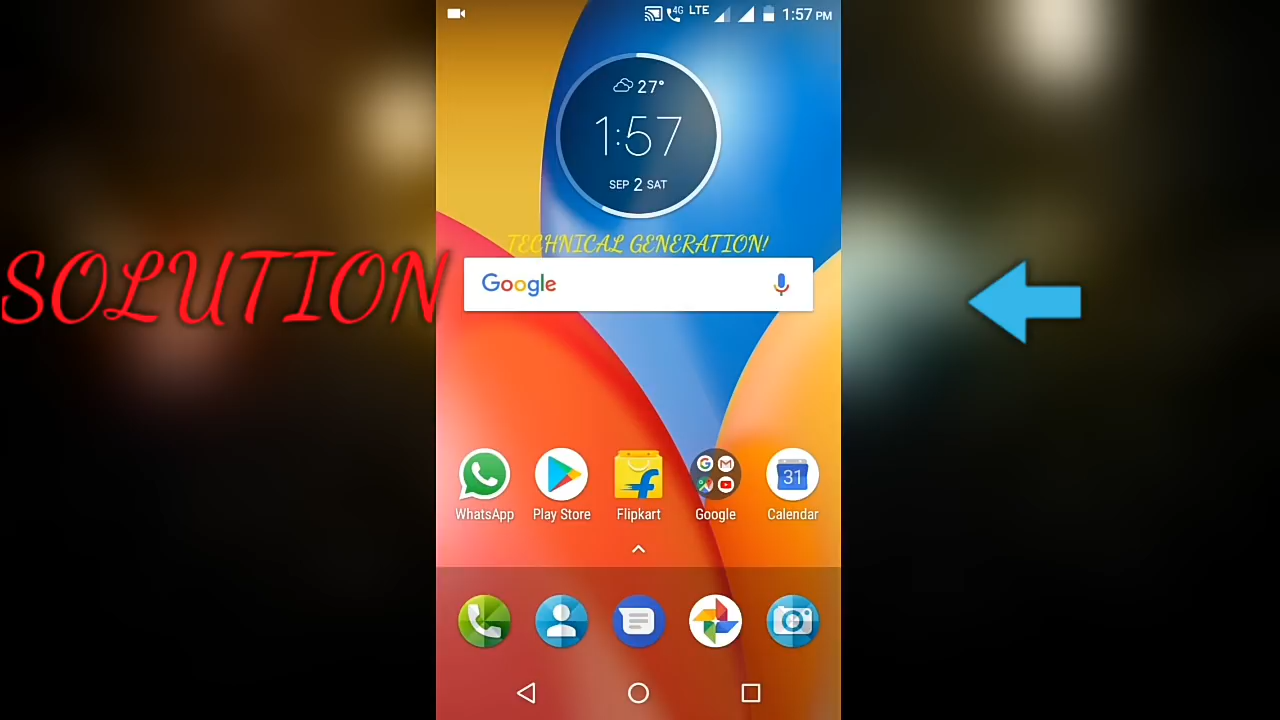 4G LTE 1:57 PM
27°
1:57
SEP 2 SAT
TECHNICAL GENERATION!
Google
SOLUTION
31
WhatsApp Play Store Flipkart Google Calendar